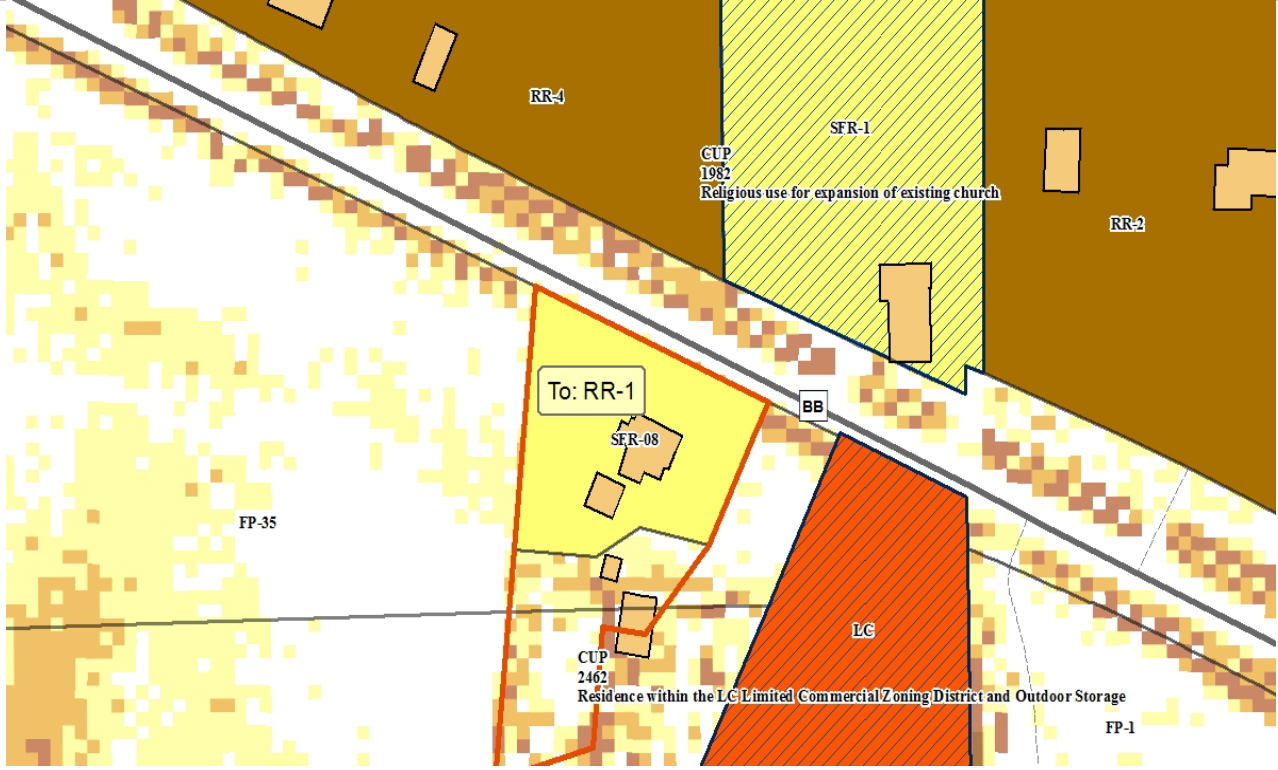 RR-4
SFR-1
CUP
1982
Religious use for expansion of existing church
RR-2
To: RR-1
BB
SFR-08
FP-35
LC
CUP
2462
Residence within the LC Limited Commercial Zoning District and Outdoor Storage
FP-1